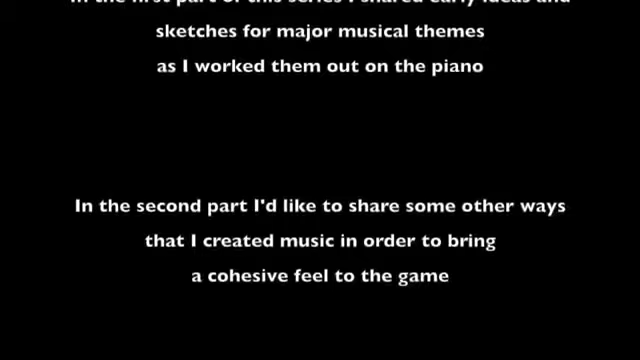 In the first part of this series I shared early ideas and
sketches for major musical themes
as I worked them out on the piano
In the second part I'd like to share some other ways
that I created music in order to bring
a cohesive feel to the game